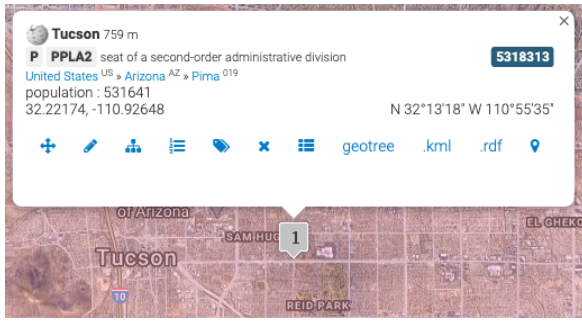 ×
Tucson 759 m
P PPLA2 seat of a second-order administrative division 5318313
United States US » Arizona AZ » Pima 019
population : 531641
32.22174, -110.92648 N 32°13'18" W 110°55'35"
geotree .kml .rdf
of Arizona
EL GHEKO
SAM HUG
1
Tucson
10
REID PARK